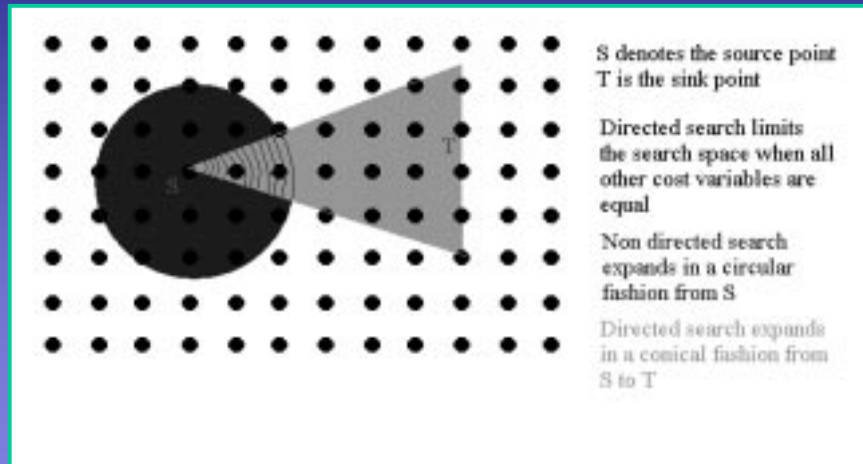 S denotes the source point
T is the sink point
Directed search limits
the search space when all
other cost variables are
equal
Non directed search
expands in a circular
fashion from S
Directed search expands
in a conical fashion from
S to T
T
S